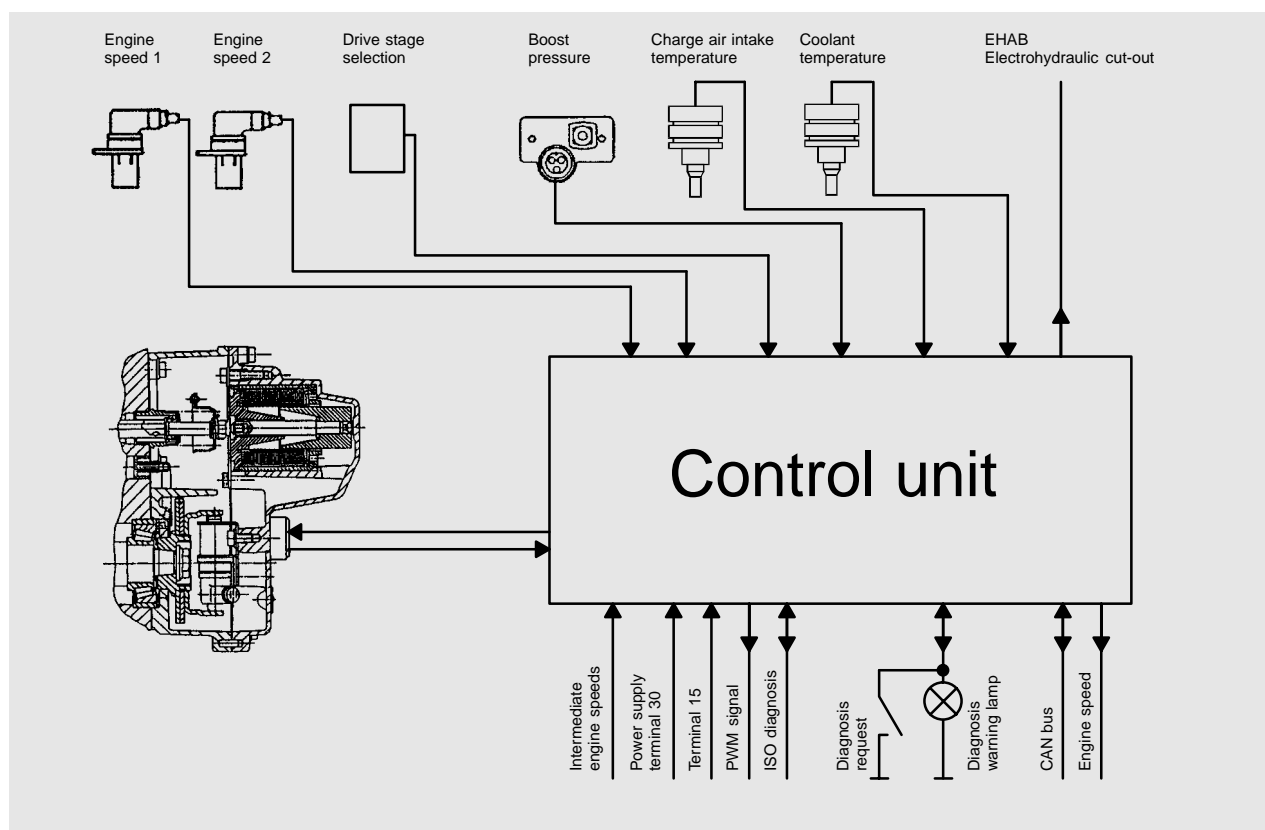 Engine
speed 1
Engine
speed 2
Drive stage
selection
Boost
pressure
Charge air intake
temperature
Coolant
temperature
EHAB
Electrohydraulic cut-out
Control unit
Intermediate
engine speeds
Power supply
terminal 30
Terminal 15
PWM signal
ISO diagnosis
Diagnosis
request
Diagnosis
warning lamp
CAN bus
Engine speed